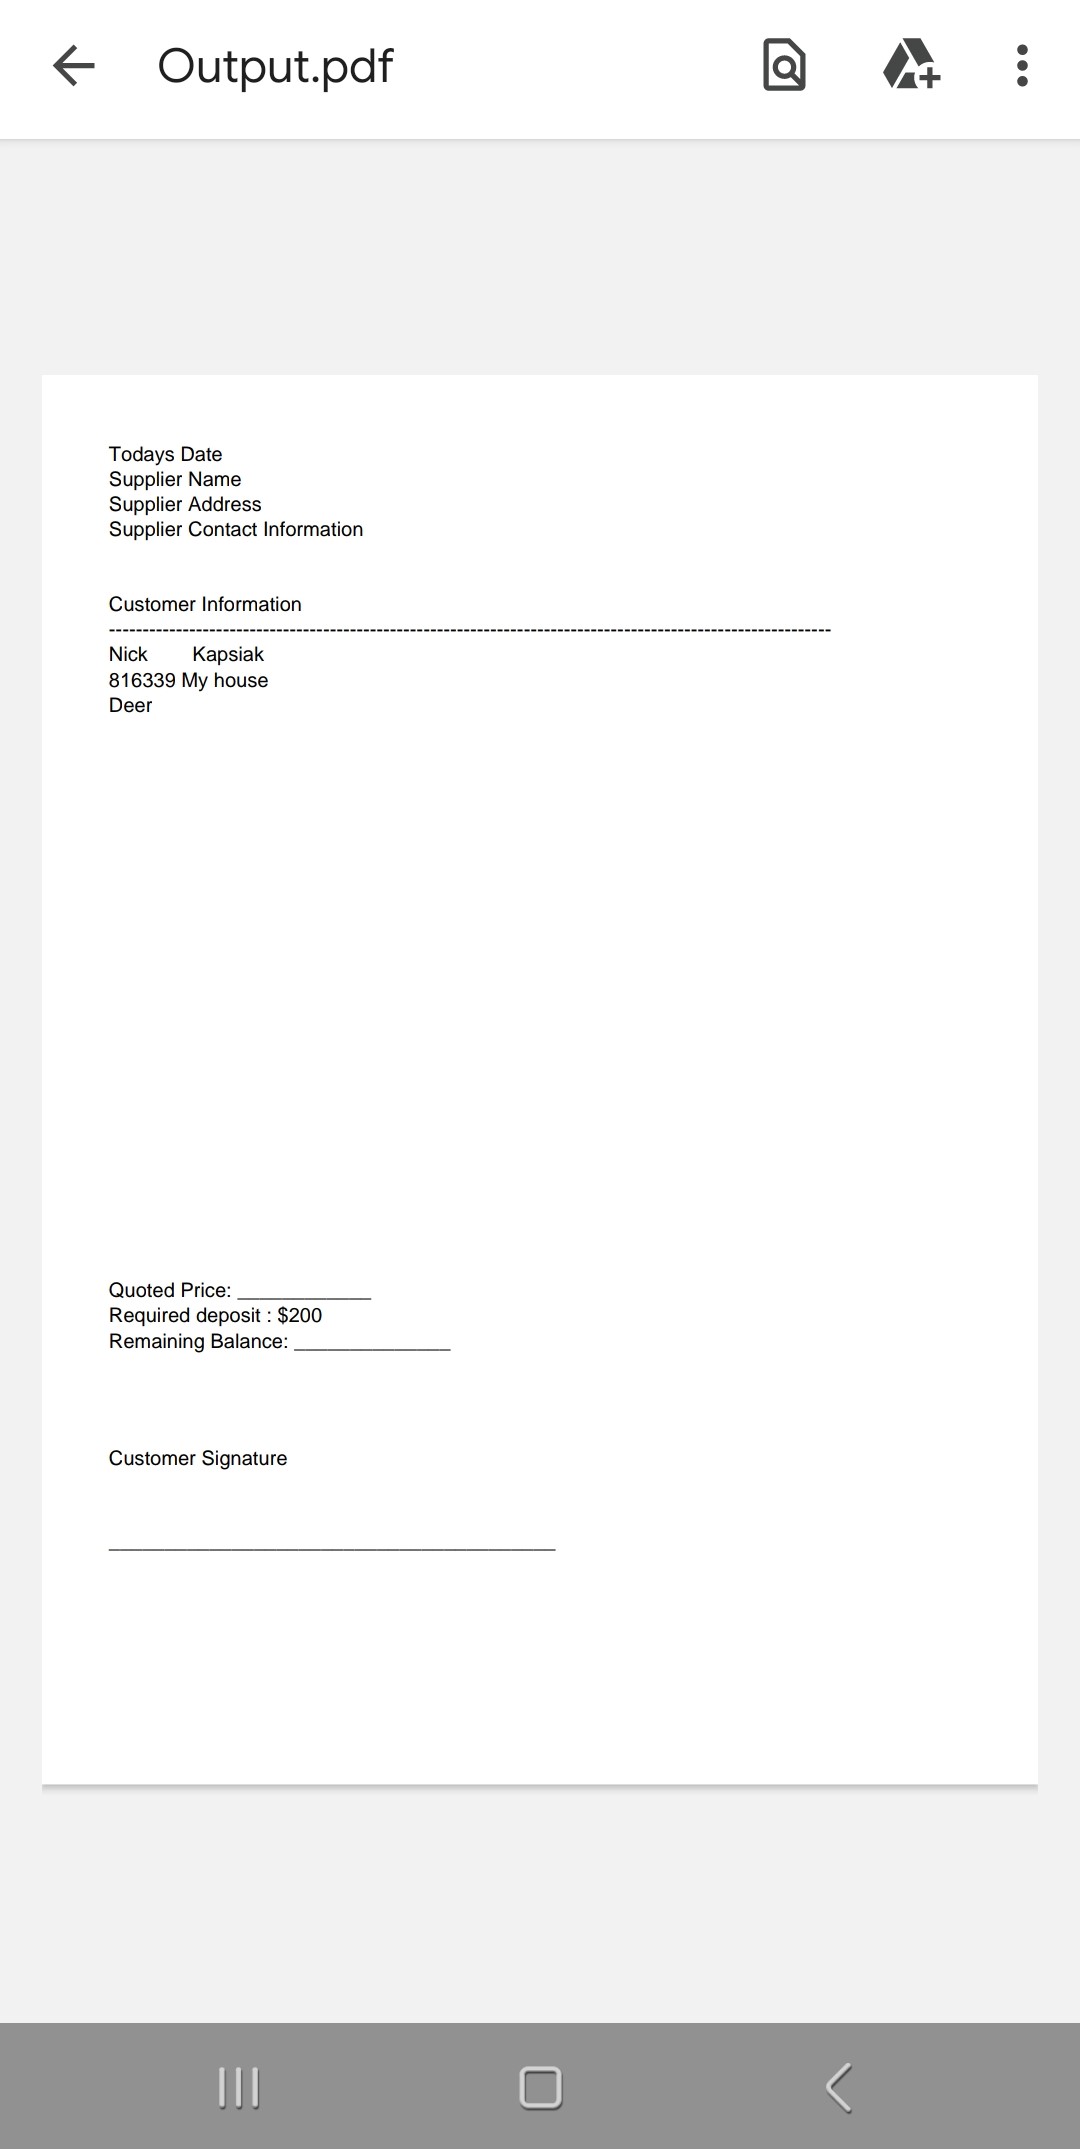 Output.pdf
Todays Date
Supplier Name
Supplier Address
Supplier Contact Information
Customer Information
------------------------------------------------------------------------------------------------------------
Nick Kapsiak
816339 My house
Deer
Quoted Price: ____________
Required deposit : $200
Remaining Balance: ______________
Customer Signature
________________________________________